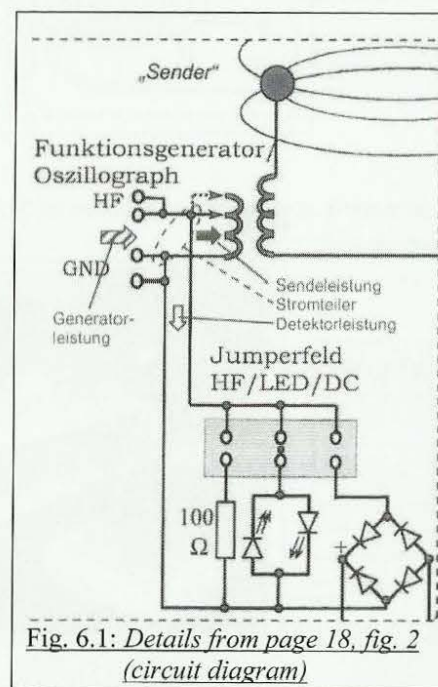 „Sender“
Funktionsgenerator
Oszillograph
HF
GND
Generator-
leistung
Sendeleistung
Stromteiler
Detektorleistung
Jumperfeld
HF/LED/DC
100
Ω
+
Fig. 6.1: Details from page 18, fig. 2
(circuit diagram)